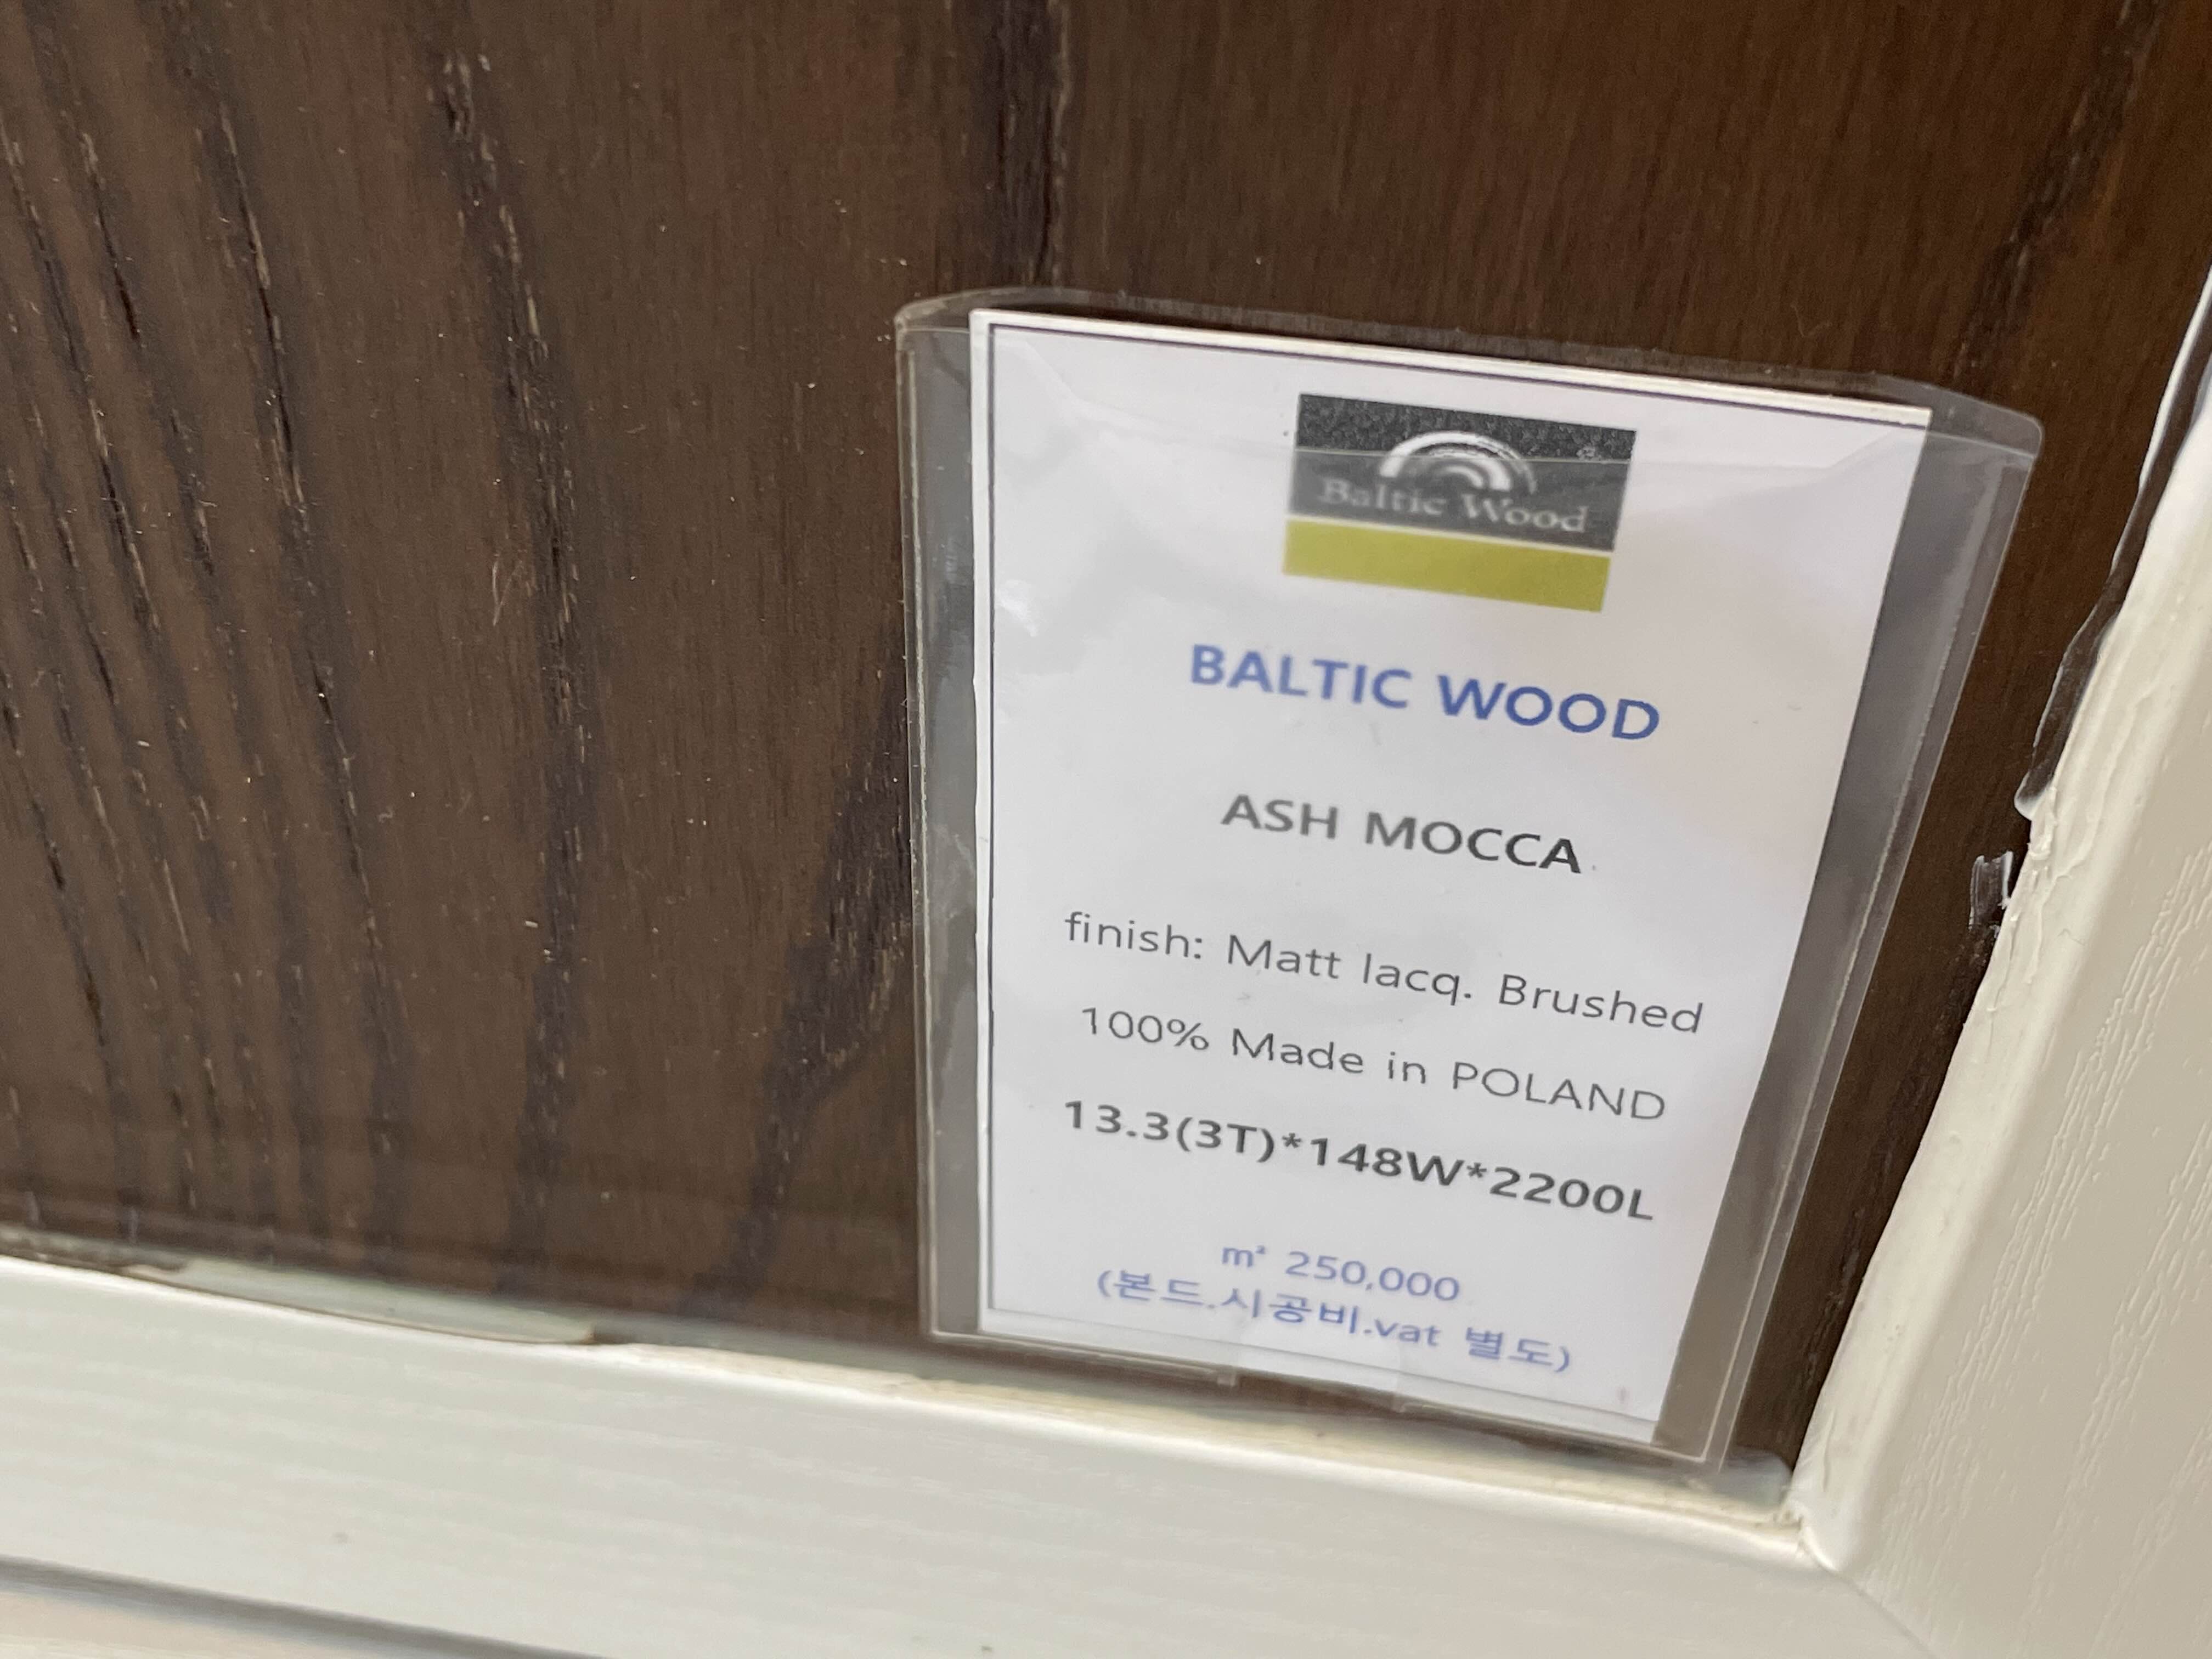 Baltic Wood
BALTIC WOOD
ASH MOCCA
finish: Matt lacq. Brushed
100% Made in POLAND
13.3(3T)*148W*2200L
m² 250,000
(본드.시공비.vat 별도)